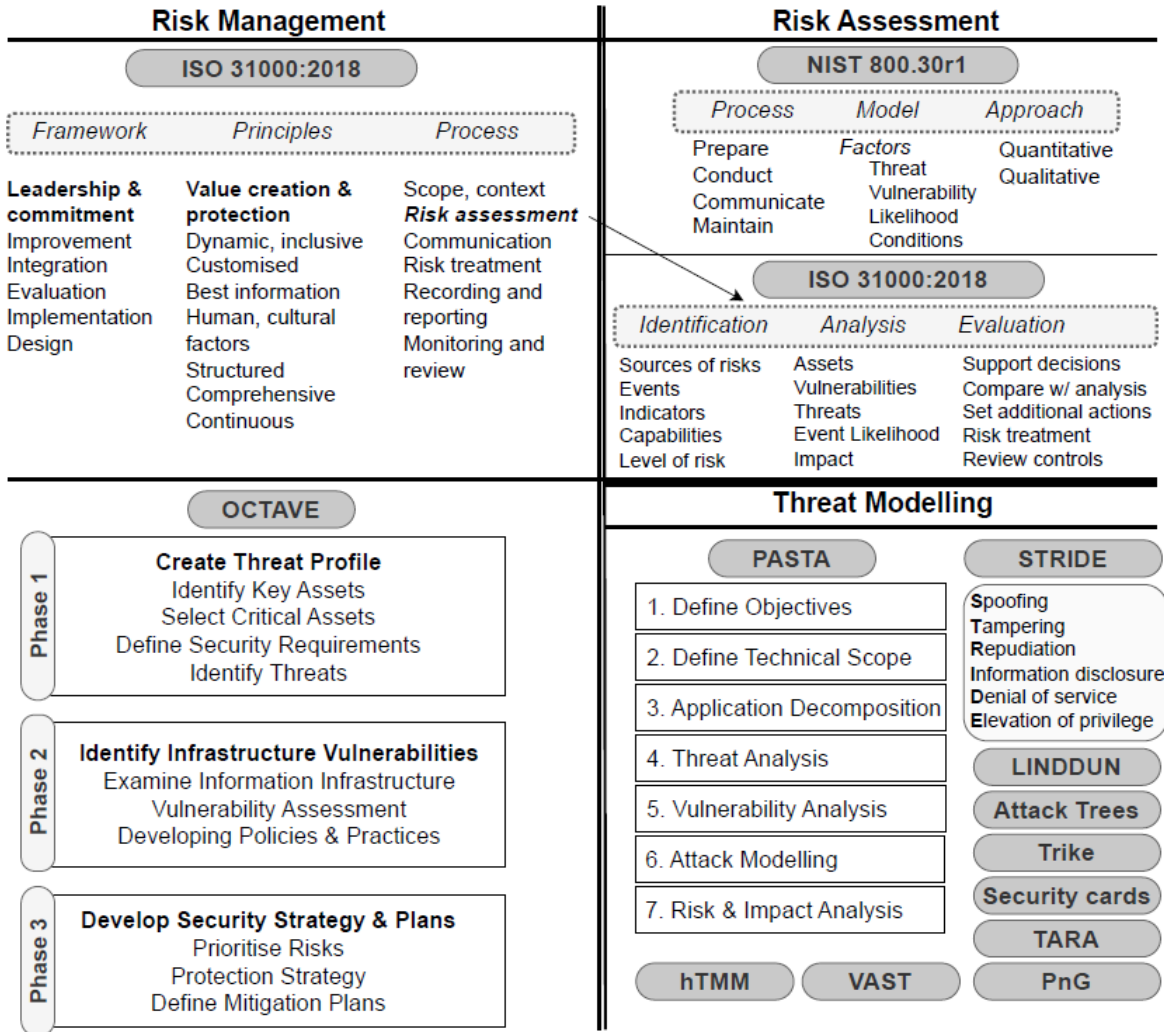 Risk Management
ISO 31000:2018
Framework Principles Process
Leadership &
commitment
Improvement
Integration
Evaluation
Implementation
Design
Value creation &
protection
Dynamic, inclusive
Customised
Best information
Human, cultural
factors
Structured
Comprehensive
Continuous
Scope, context
Risk assessment
Communication
Risk treatment
Recording and
reporting
Monitoring and
review
Risk Assessment
NIST 800.30r1
Process Model Approach
Prepare
Conduct
Communicate
Maintain
Factors
Threat
Vulnerability
Likelihood
Conditions
Quantitative
Qualitative
ISO 31000:2018
Identification Analysis Evaluation
Sources of risks
Events
Indicators
Capabilities
Level of risk
Assets
Vulnerabilities
Threats
Event Likelihood
Impact
Support decisions
Compare w/ analysis
Set additional actions
Risk treatment
Review controls
OCTAVE
Phase 1
Create Threat Profile
Identify Key Assets
Select Critical Assets
Define Security Requirements
Identify Threats
Phase 2
Identify Infrastructure Vulnerabilities
Examine Information Infrastructure
Vulnerability Assessment
Developing Policies & Practices
Phase 3
Develop Security Strategy & Plans
Prioritise Risks
Protection Strategy
Define Mitigation Plans
Threat Modelling
PASTA
1. Define Objectives
2. Define Technical Scope
3. Application Decomposition
4. Threat Analysis
5. Vulnerability Analysis
6. Attack Modelling
7. Risk & Impact Analysis
hTMM
VAST
STRIDE
Spoofing
Tampering
Repudiation
Information disclosure
Denial of service
Elevation of privilege
LINDDUN
Attack Trees
Trike
Security cards
TARA
PnG